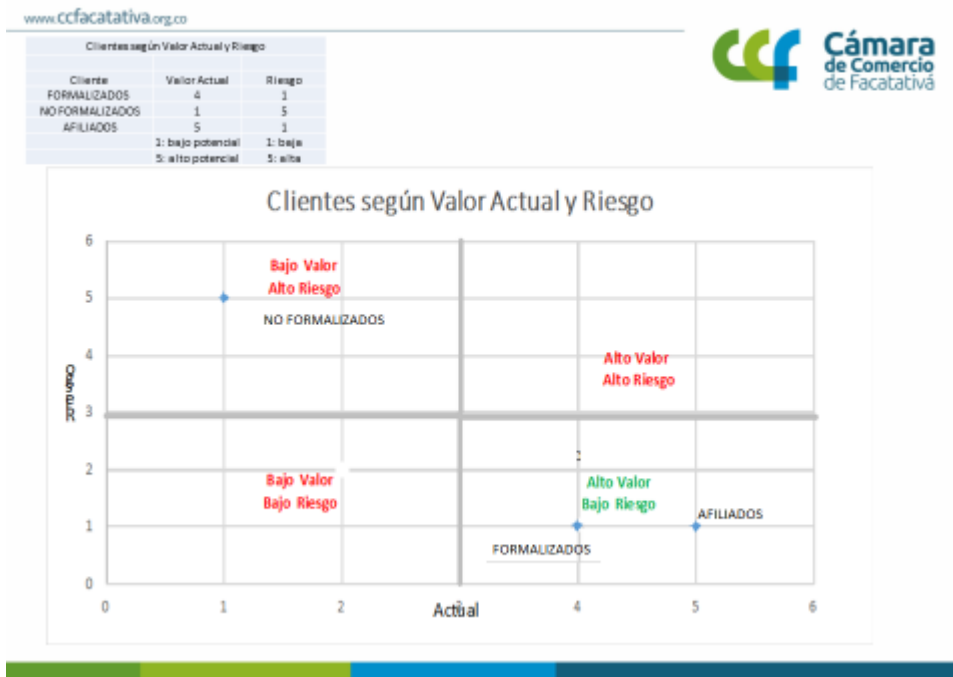 www.ccfacatativa.org.co
ccf
Cámara
de Comercio
de Facatativá
Clientes según Valor Actual y Riesgo
Cliente Valor Actual Riesgo
FORMALIZADOS 4 1
NO FORMALIZADOS 1 5
AFILIADOS 5 1
1: bajo potencial 1: baja
5: alto potencial 5: alta
Clientes según Valor Actual y Riesgo
6
Bajo Valor
Alto Riesgo
5
NO FORMALIZADOS
4
Alto Valor
Alto Riesgo
Riesgo
3
2
Bajo Valor
Bajo Riesgo
Alto Valor
Bajo Riesgo
AFILIADOS
1
FORMALIZADOS
0
0 1 2 4 5 6
Actual